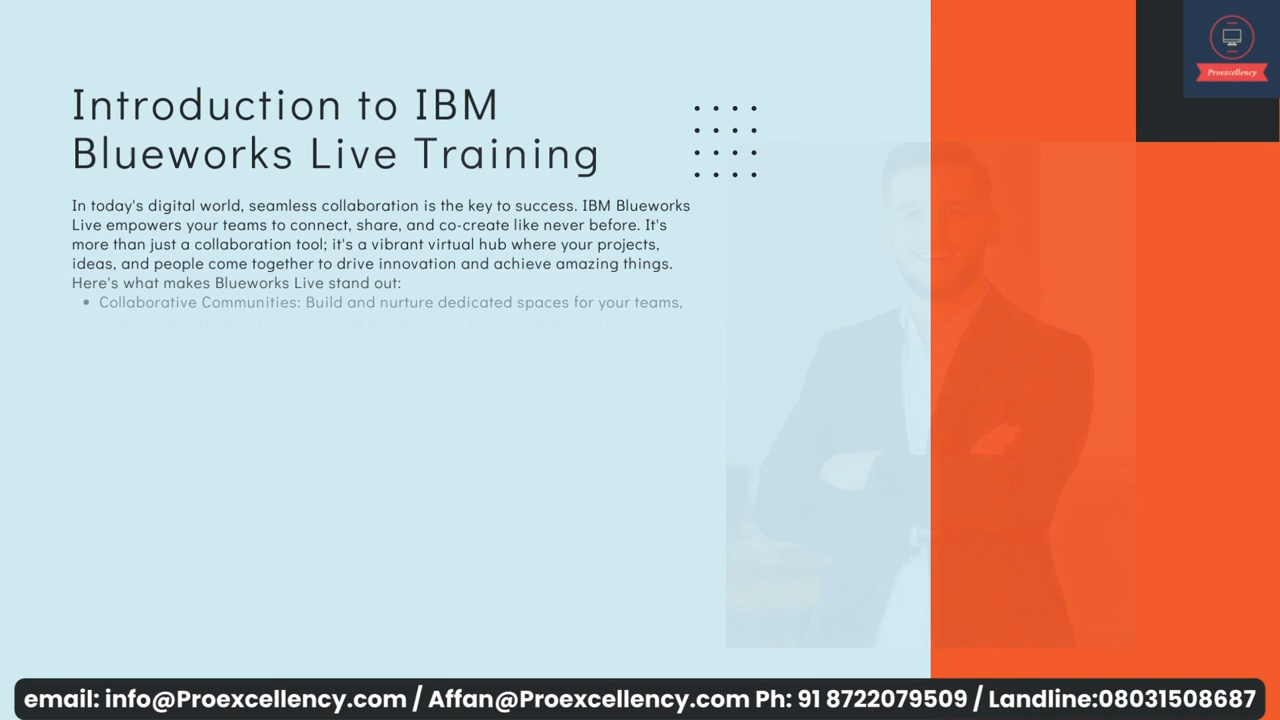 Proexcellency
Introduction to IBM
Blueworks Live Training
In today's digital world, seamless collaboration is the key to success. IBM Blueworks
Live empowers your teams to connect, share, and co-create like never before. It's
more than just a collaboration tool; it's a vibrant virtual hub where your projects,
ideas, and people come together to drive innovation and achieve amazing things.
Here's what makes Blueworks Live stand out:
• Collaborative Communities: Build and nurture dedicated spaces for your teams,
email: info@Proexcellency.com / Affan@Proexcellency.com Ph: 91 8722079509 / Landline:08031508687